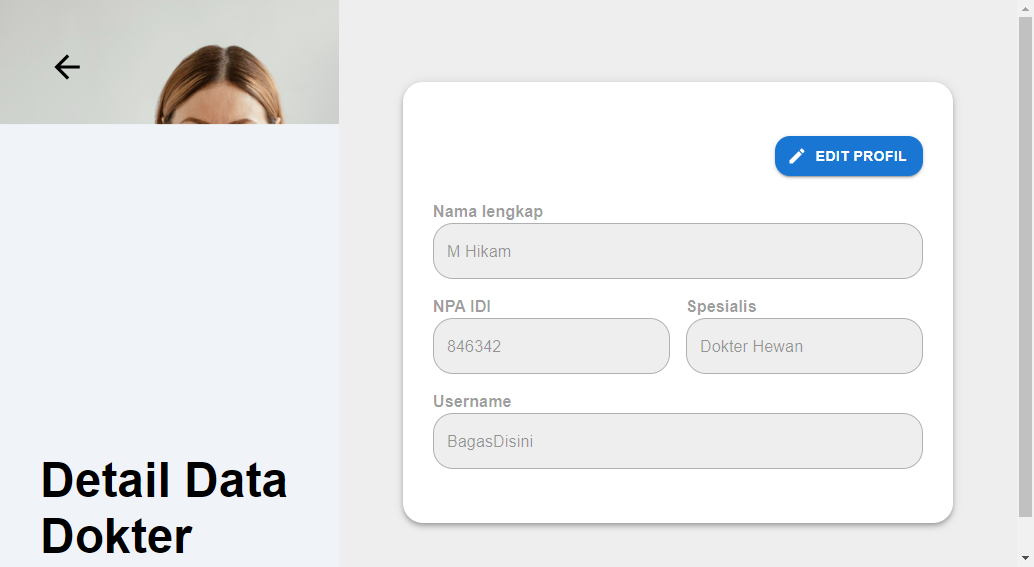 EDIT PROFIL
Nama lengkap
M Hikam
NPA IDI
Spesialis
846342
Dokter Hewan
Username
BagasDisini
Detail Data
Dokter